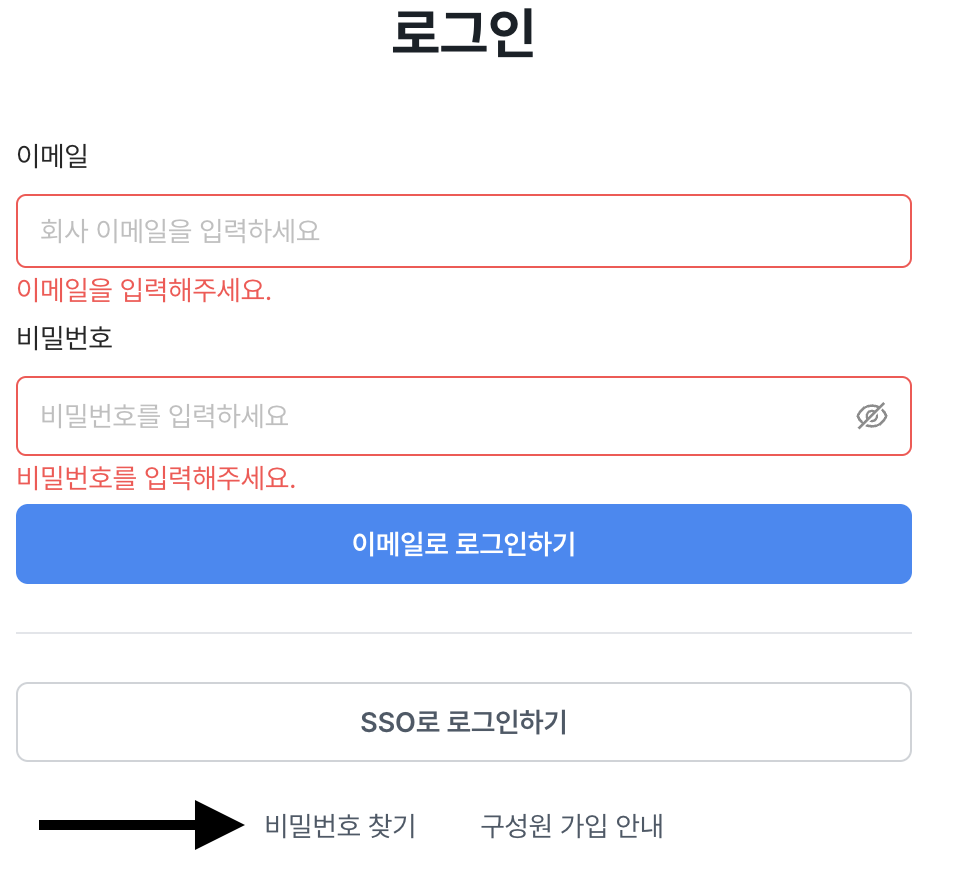 로그인
이메일
회사 이메일을 입력하세요
이메일을 입력해주세요.
비밀번호
비밀번호를 입력하세요
비밀번호를 입력해주세요.
이메일로 로그인하기
SSO로 로그인하기
비밀번호 찾기 구성원 가입 안내